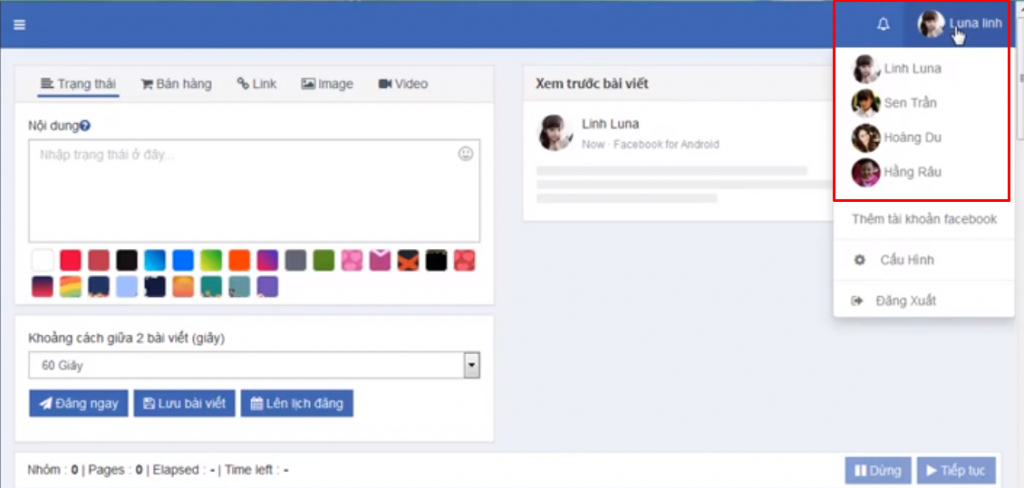 Luna linh
Linh Luna
Sen Trần
Hoàng Du
Hằng Râu
Thêm tài khoản facebook
Cấu Hình
Đăng Xuất
Trạng thái Bán hàng Link Image Video
Nội dung
Nhập trạng thái ở đây...
Xem trước bài viết
Linh Luna
Now · Facebook for Android
Khoảng cách giữa 2 bài viết (giây)
60 Giây
Đăng ngay Lưu bài viết Lên lịch đăng
Nhóm : 0 | Pages : 0 | Elapsed : - | Time left : -
Dừng Tiếp tục